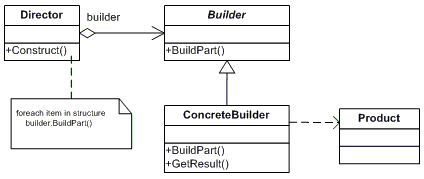 Director
builder
Builder
+Construct()
+BuildPart()
foreach item in structure
builder.BuildPart()
ConcreteBuilder
Product
+BuildPart()
+GetResult()